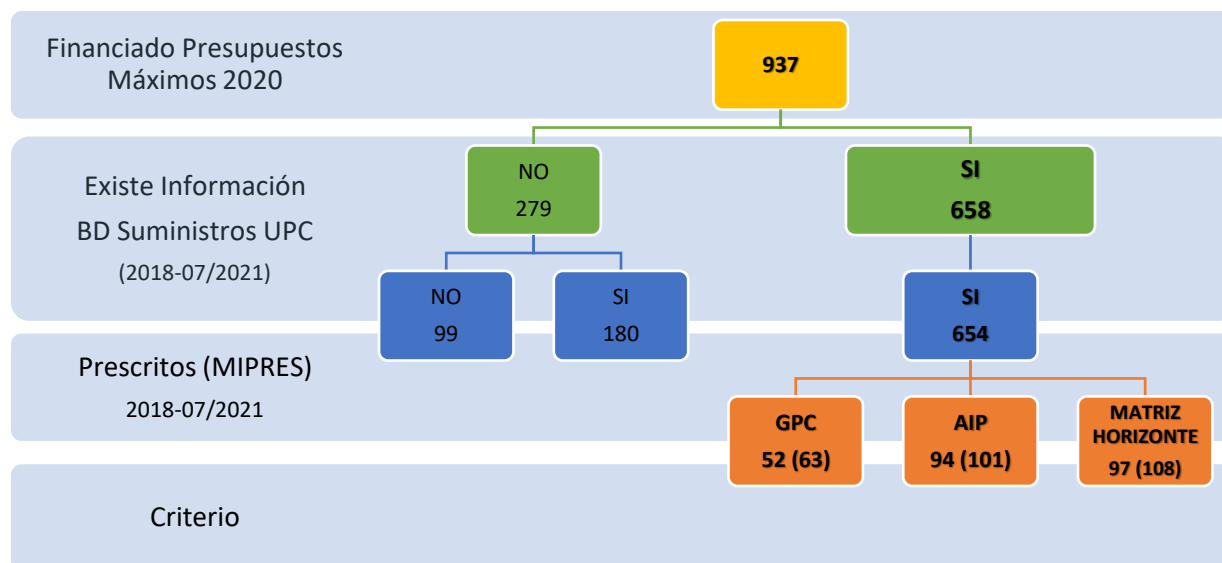 Financiado Presupuestos
Máximos 2020
937
Existe Información
BD Suministros UPC
(2018-07/2021)
NO
279
SI
658
NO
99
SI
180
SI
654
Prescritos (MIPRES)
2018-07/2021
GPC
52 (63)
AIP
94 (101)
MATRIZ
HORIZONTE
97 (108)
Criterio